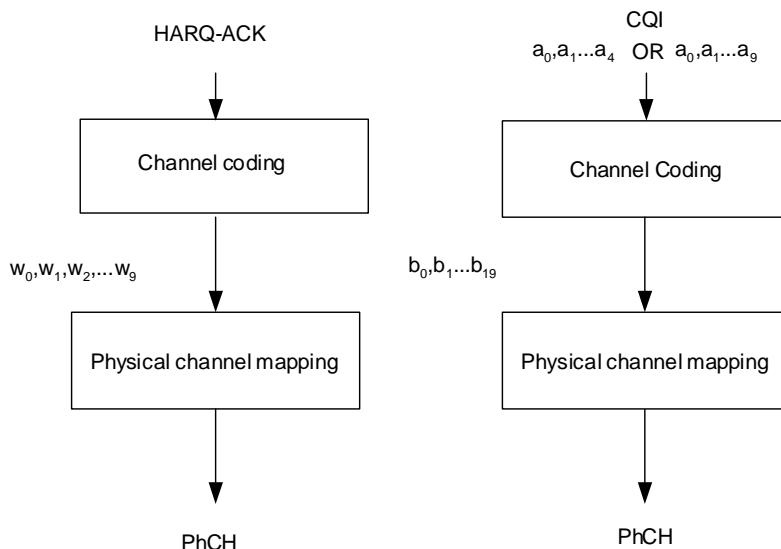 HARQ-ACK
Channel coding
w₀,w₁,w₂,...w₉
Physical channel mapping
PhCH
CQI
a₀,a₁...a₄ OR a₀,a₁...a₉
Channel Coding
b₀,b₁...b₁₉
Physical channel mapping
PhCH